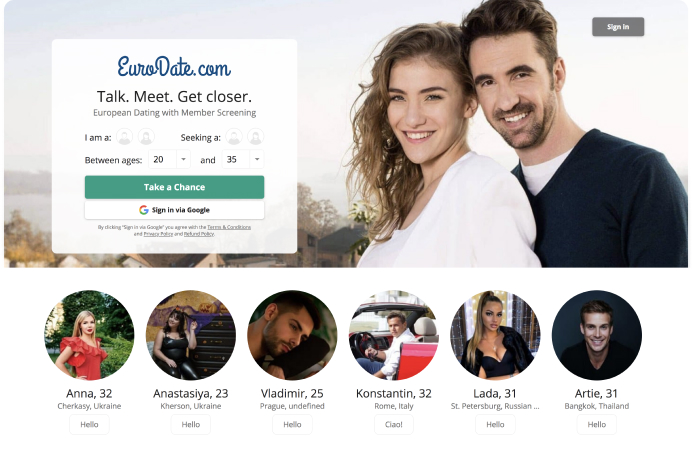 Sign in
EuroDate.com
Talk. Meet. Get closer.
European Dating with Member Screening
I am a: Seeking a:
Between ages: 20 and 35
Take a Chance
Sign in via Google
By clicking "Sign in via Google" you agree with the Terms & Conditions
and Privacy Policy and Refund Policy.
Anna, 32 Anastasiya, 23 Vladimir, 25 Konstantin, 32 Lada, 31 Artie, 31
Cherkasy, Ukraine Kherson, Ukraine Prague, undefined Rome, Italy St. Petersburg, Russian ... Bangkok, Thailand
Hello Hello Hello Ciao! Hello Hello